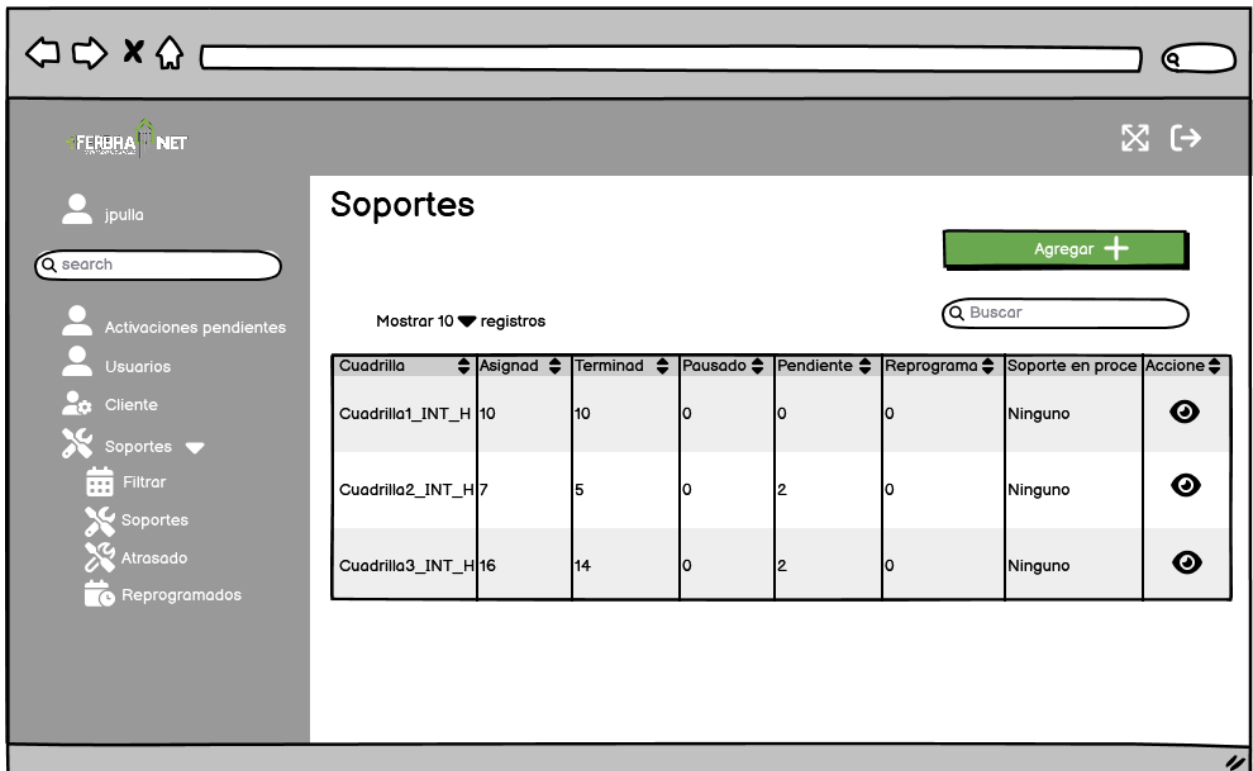 FERBRA NET
jpulla
search
Activaciones pendientes
Usuarios
Cliente
Soportes
Filtrar
Soportes
Atrasado
Reprogramados
Soportes
Agregar
Mostrar 10 registros
Buscar
Cuadrilla Asignad Terminad Pausado Pendiente Reprograma Soporte en proce Accione
Cuadrilla1_INT_H 10 10 0 0 0 Ninguno
Cuadrilla2_INT_H 7 5 0 2 0 Ninguno
Cuadrilla3_INT_H 16 14 0 2 0 Ninguno